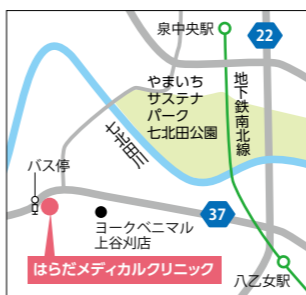 泉中央駅
22
やまいち
サステナ
パーク
七北田公園
地下鉄南北線
七北田川
バス停
37
ヨークベニマル
上谷刈店
はらだメディカルクリニック
八乙女駅